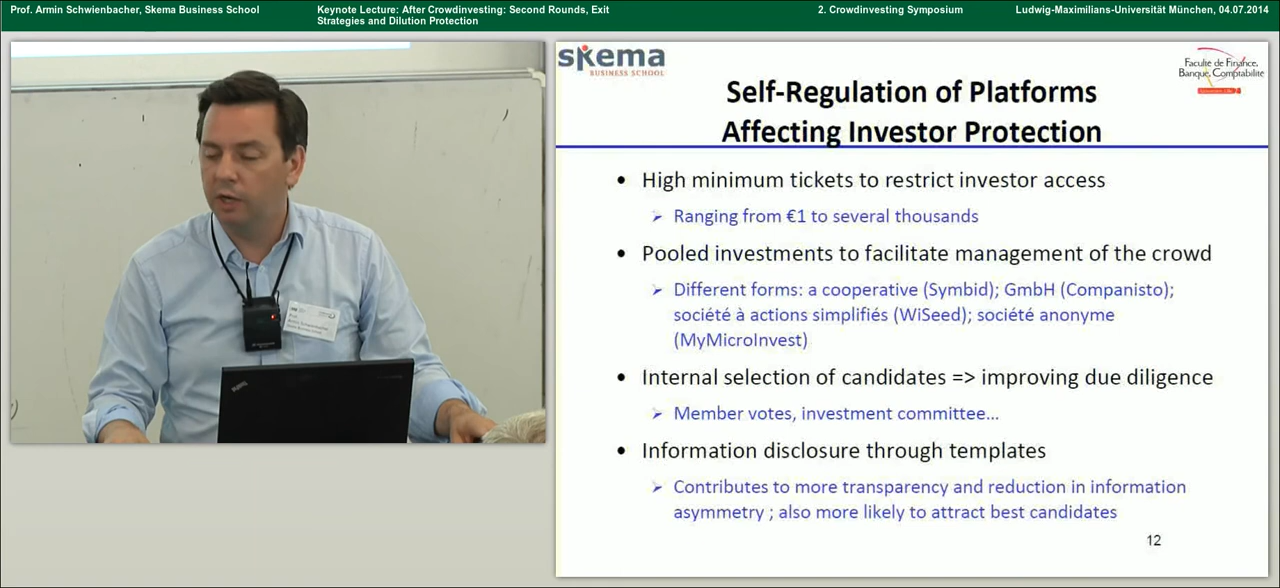 Prof. Armin Schwienbacher, Skema Business School
Keynote Lecture: After Crowdinvesting: Second Rounds, Exit
Strategies and Dilution Protection
2. Crowdinvesting Symposium
Ludwig-Maximilians-Universität München, 04.07.2014
skema
BUSINESS SCHOOL
Faculté de Finance,
Banque, Comptabilité
Self-Regulation of Platforms
Affecting Investor Protection
• High minimum tickets to restrict investor access
➢ Ranging from €1 to several thousands
• Pooled investments to facilitate management of the crowd
➢ Different forms: a cooperative (Symbid); GmbH (Companisto);
société à actions simplifiés (WiSeed); société anonyme
(MyMicroInvest)
• Internal selection of candidates => improving due diligence
➢ Member votes, investment committee…
• Information disclosure through templates
➢ Contributes to more transparency and reduction in information
asymmetry ; also more likely to attract best candidates
12
Armin Schwienbacher
ThinkPad